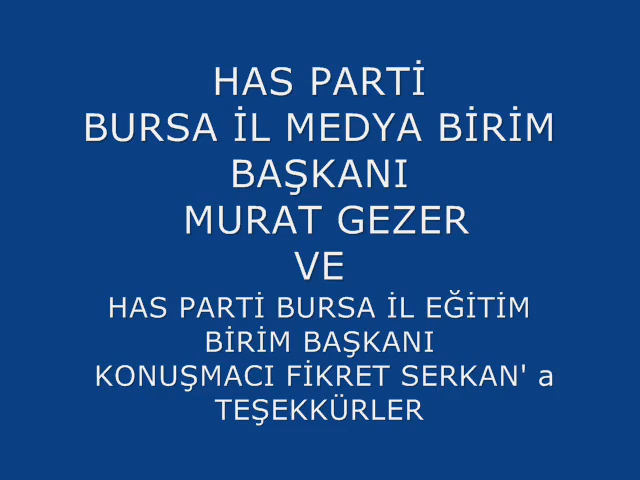 HAS PARTİ
BURSA İL MEDYA BİRİM
BAŞKANI
MURAT GEZER
VE
HAS PARTİ BURSA İL EĞİTİM
BİRİM BAŞKANI
KONUŞMACI FİKRET SERKAN' a
TEŞEKKÜRLER